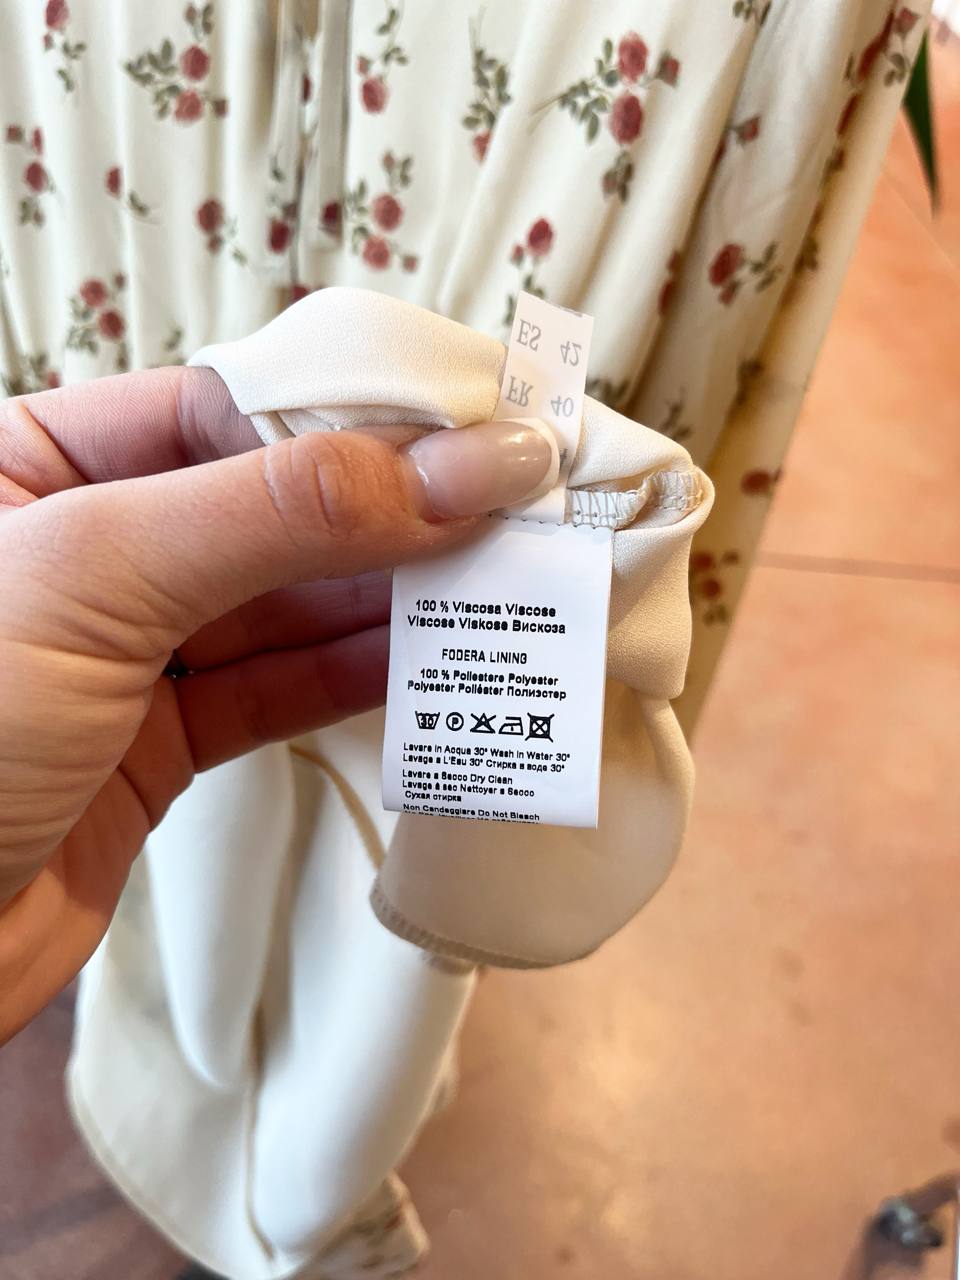 ES 42
FR 40
100 % Viscosa Viscose
Viscose Viskose Вискоза
FODERA LINING
100 % Poliestere Polyester
Polyester Poliéster Полиэстер
30 P
Lavare in Acqua 30° Wash in Water 30°
Lavage a L'Eau 30° Стирка в воде 30°
Lavare a Secco Dry Clean
Lavage à sec Nettoyer a Secco
Сухая стирка
Non Candeggiare Do Not Bleach